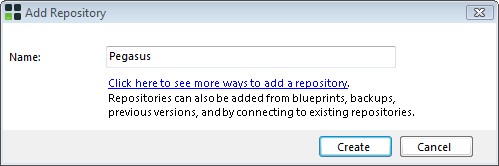 Add Repository
Name: Pegasus
Click here to see more ways to add a repository.
Repositories can also be added from blueprints, backups,
previous versions, and by connecting to existing repositories.
Create Cancel